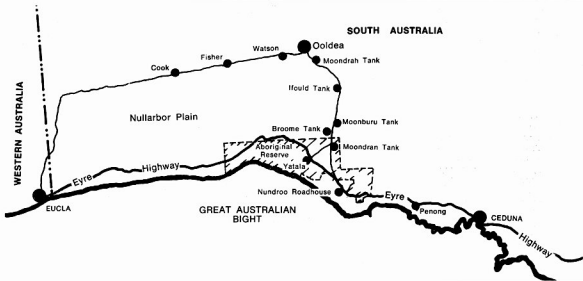 SOUTH AUSTRALIA
Ooldea
Watson
Moondrah Tank
Fisher
Cook
Ifould Tank
Nullarbor Plain
WESTERN AUSTRALIA
Moonburu Tank
Broome Tank
Moondran Tank
Aboriginal
Reserve
Yatala
Eyre
Highway
Nundroo Roadhouse
Eyre
EUCLA
GREAT AUSTRALIAN
BIGHT
Penong
CEDUNA
Highway